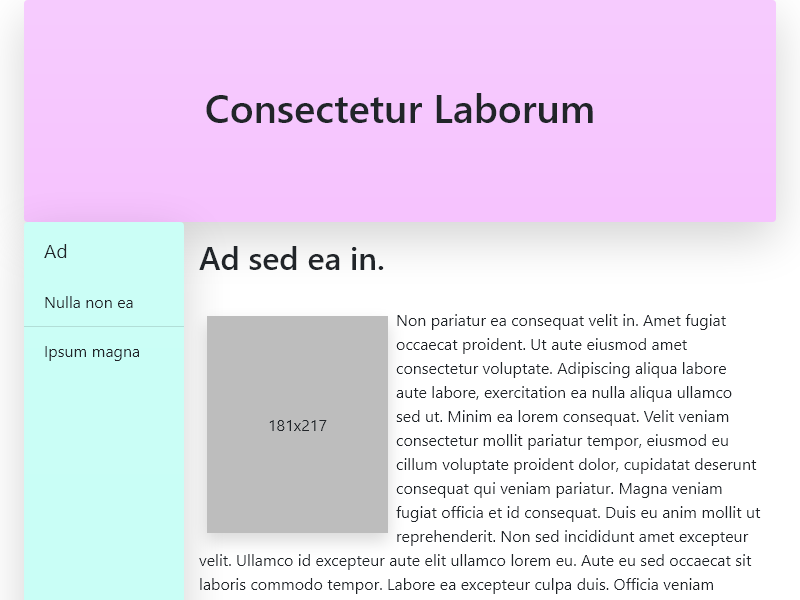 Consectetur Laborum
Ad
Nulla non ea
Ipsum magna
Ad sed ea in.
181x217
Non pariatur ea consequat velit in. Amet fugiat
occaecat proident. Ut aute eiusmod amet
consectetur voluptate. Adipiscing aliqua labore
aute labore, exercitation ea nulla aliqua ullamco
sed ut. Minim ea lorem consequat. Velit veniam
consectetur mollit pariatur tempor, eiusmod eu
cillum voluptate proident dolor, cupidatat deserunt
consequat qui veniam pariatur. Magna veniam
fugiat officia et id consequat. Duis eu anim mollit ut
reprehenderit. Non sed incididunt amet excepteur
velit. Ullamco id excepteur aute elit ullamco lorem eu. Aute eu sed occaecat sit
laboris commodo tempor. Labore ea excepteur culpa duis. Officia veniam